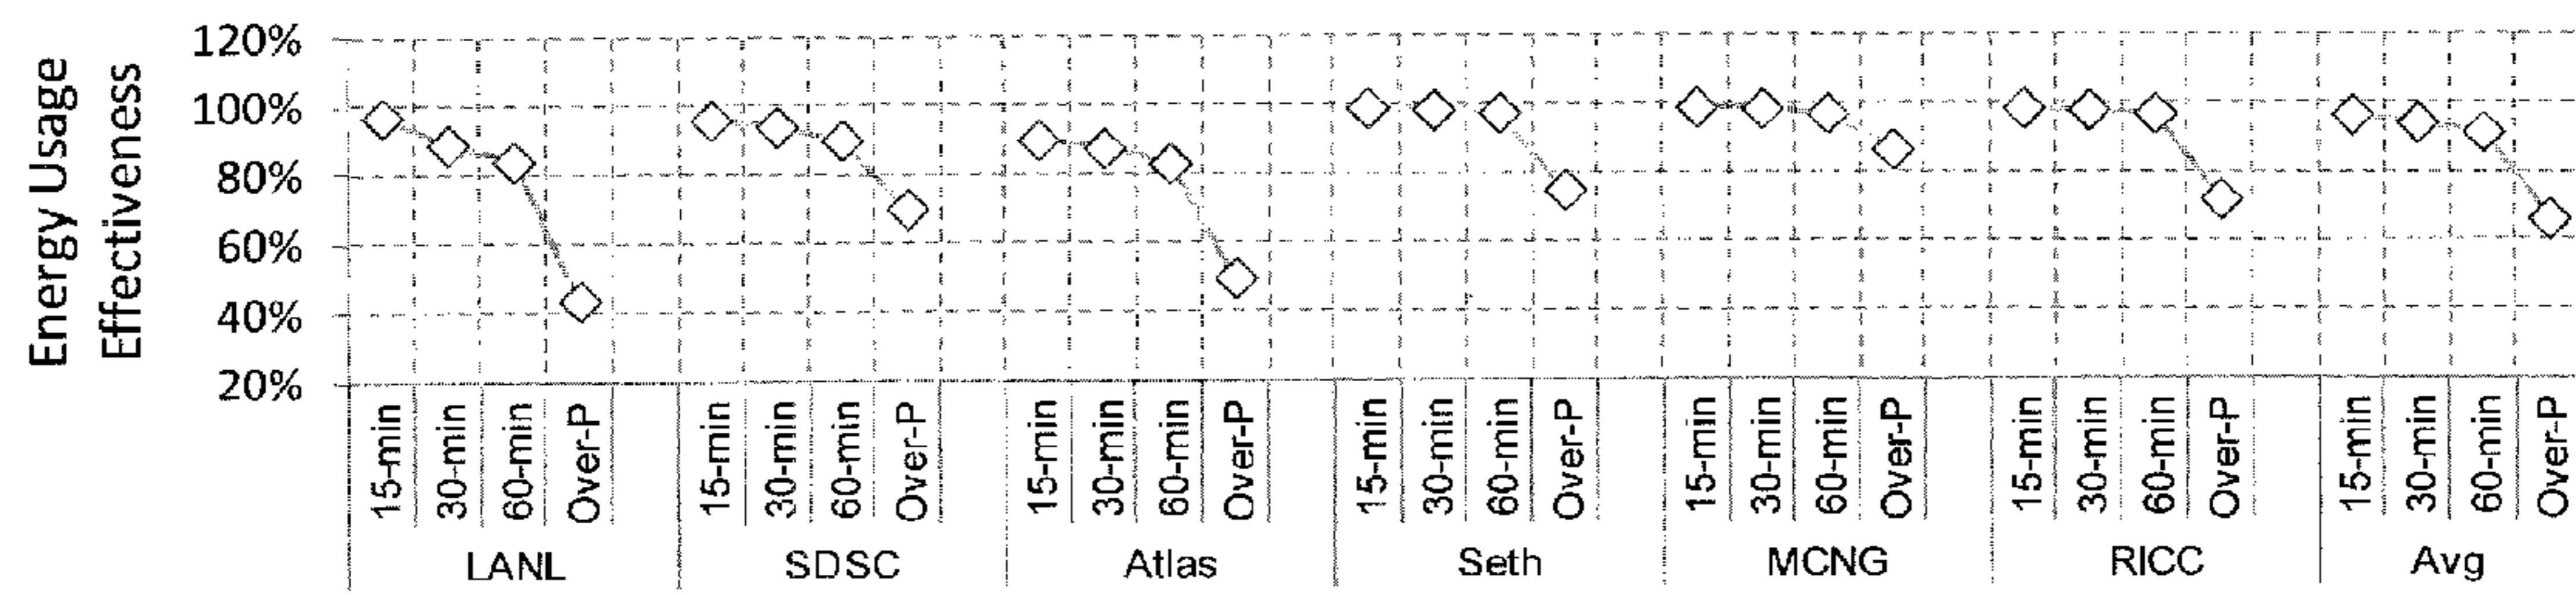 Energy Usage
Effectiveness
120%
100%
80%
60%
40%
20%
15-min 30-min 60-min Over-P 15-min 30-min 60-min Over-P 15-min 30-min 60-min Over-P 15-min 30-min 60-min Over-P 15-min 30-min 60-min Over-P 15-min 30-min 60-min Over-P 15-min 30-min 60-min Over-P
LANL SDSC Atlas Seth MCNG RICC Avg